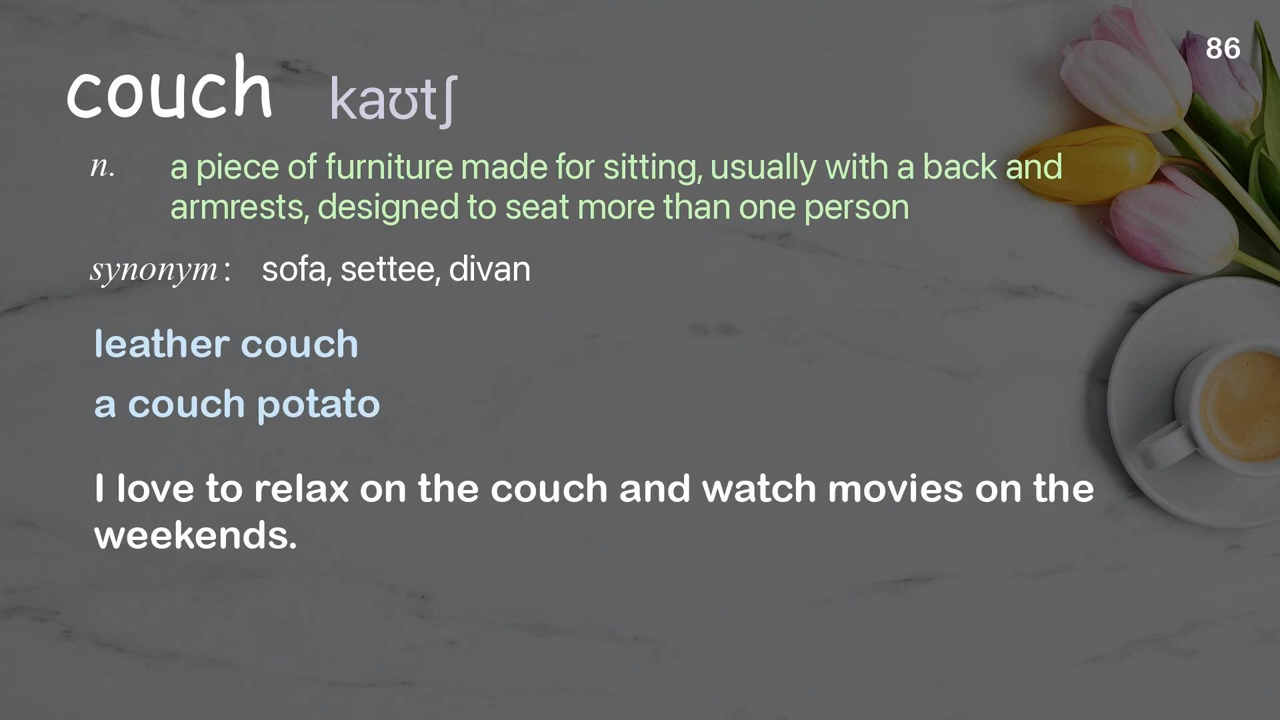 86
couch kaʊtʃ
n. a piece of furniture made for sitting, usually with a back and
armrests, designed to seat more than one person
synonym: sofa, settee, divan
leather couch
a couch potato
I love to relax on the couch and watch movies on the
weekends.